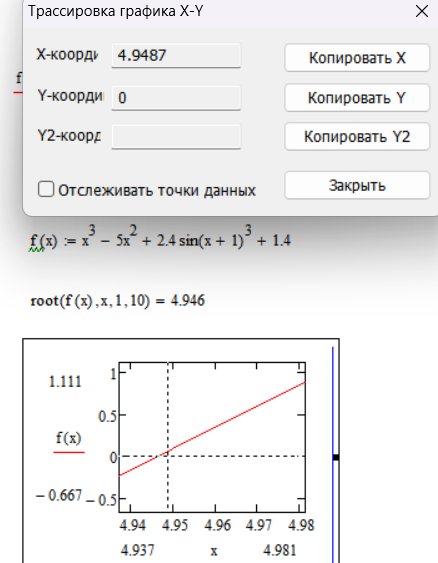 Трассировка графика X-Y
X-коорди 4.9487 Копировать X
f
Y-коорди 0 Копировать Y
Y2-коорд Копировать Y2
Отслеживать точки данных Закрыть
f(x) := x^3 − 5x^2 + 2.4 sin(x + 1)^3 + 1.4
root(f(x),x,1,10) = 4.946
1.111 1
0.5
f(x) 0
−0.667 −0.5
4.94 4.95 4.96 4.97 4.98
4.937 x 4.981